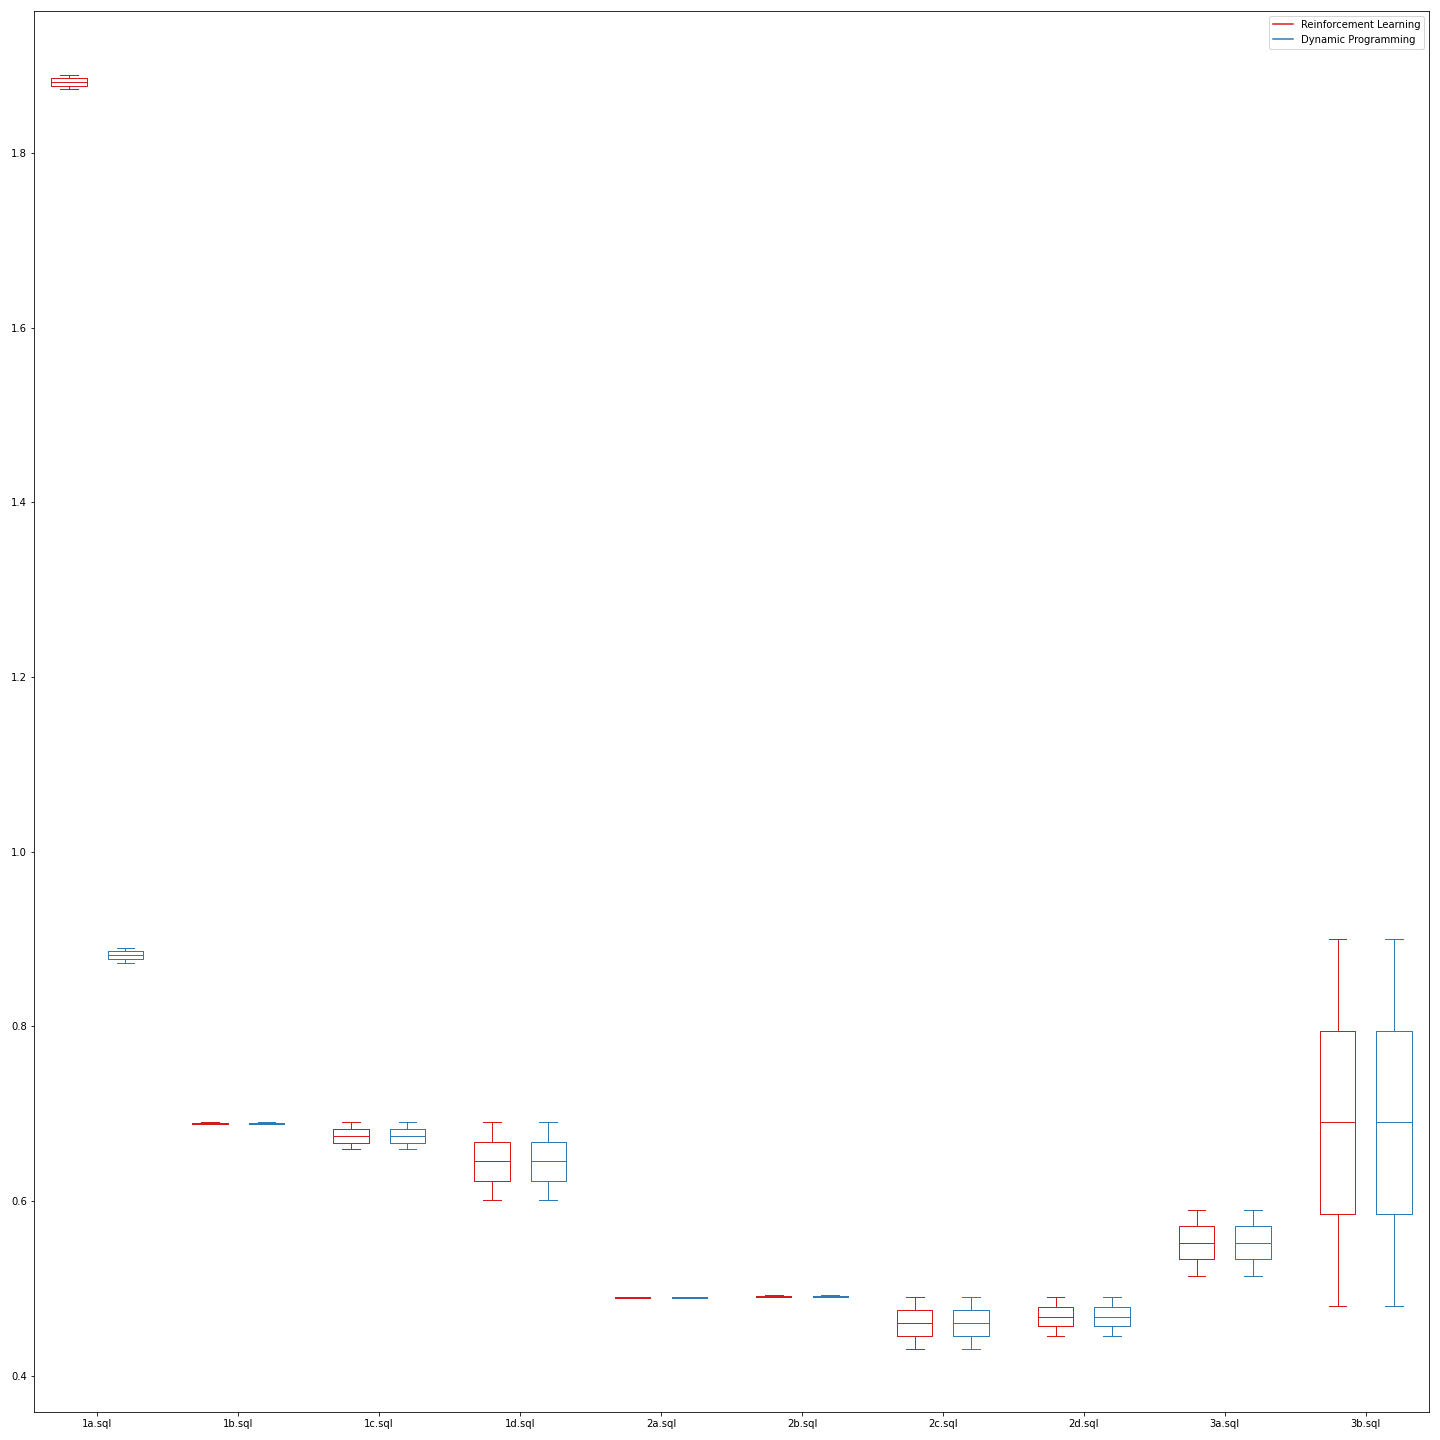 Reinforcement Learning
Dynamic Programming
1.8
1.6
1.4
1.2
1.0
0.8
0.6
0.4
1a.sql 1b.sql 1c.sql 1d.sql 2a.sql 2b.sql 2c.sql 2d.sql 3a.sql 3b.sql